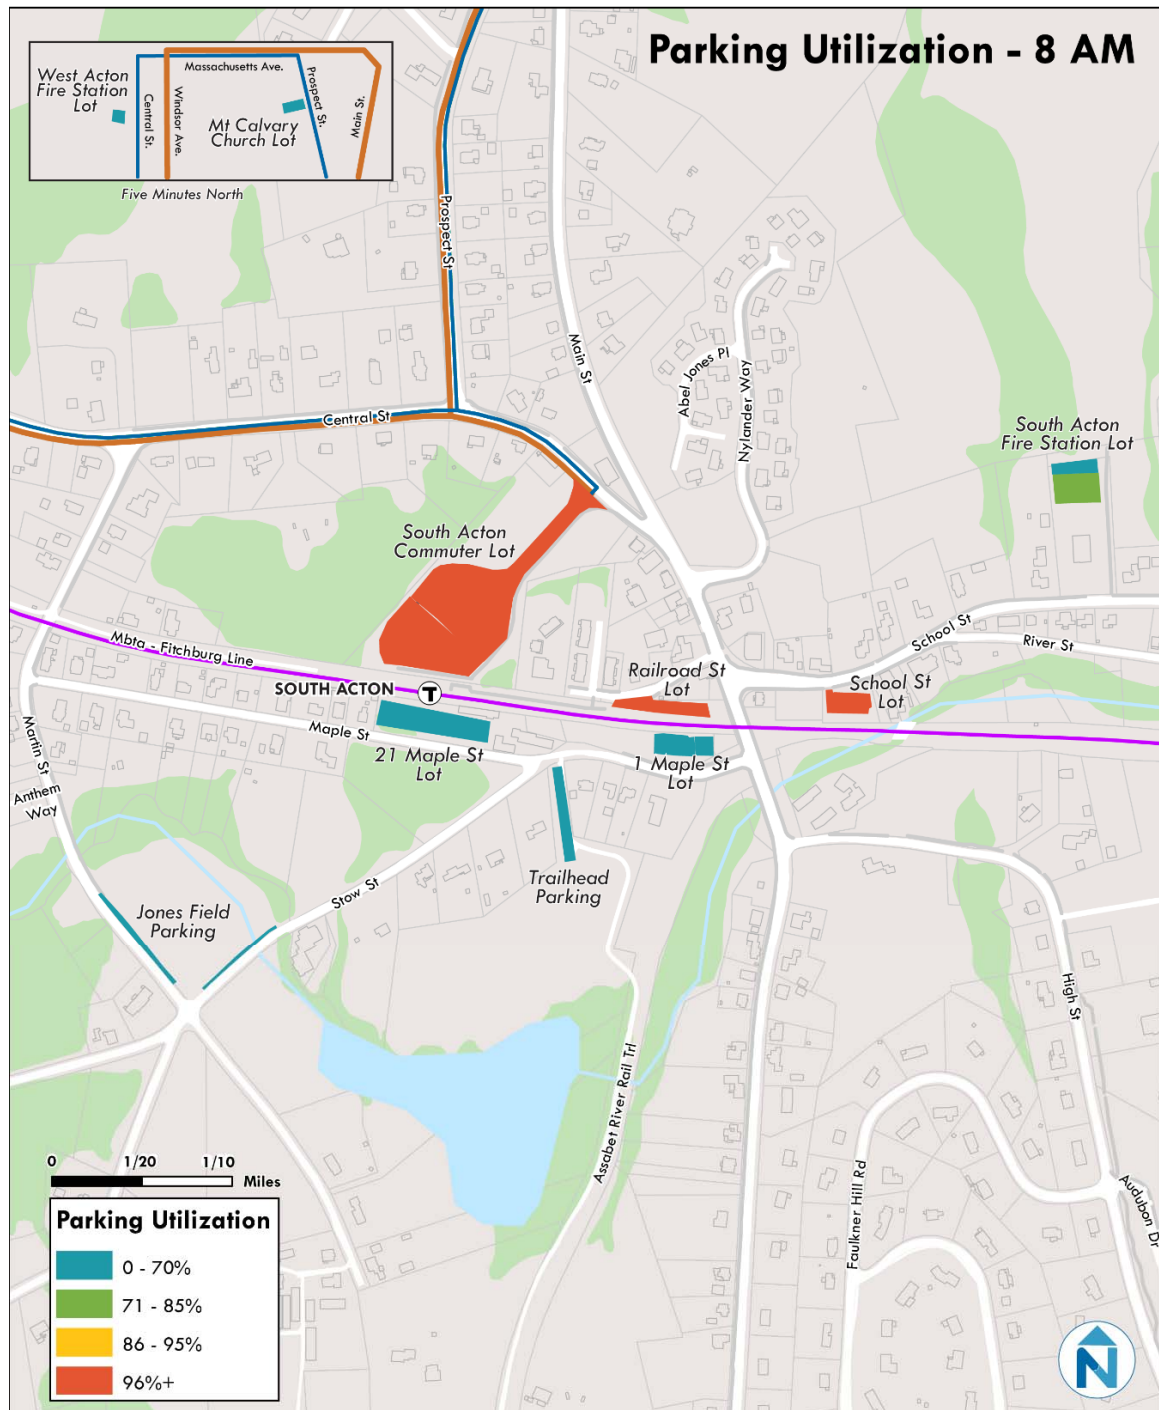 Parking Utilization - 8 AM
West Acton
Fire Station
Lot
Massachusetts Ave.
Central St.
Windsor Ave.
Prospect St.
Main St.
Mt Calvary
Church Lot
Five Minutes North
Prospect St
Main St
Abel Jones Pl
Nylander Way
Central St
South Acton
Fire Station Lot
South Acton
Commuter Lot
Mbta - Fitchburg Line
SOUTH ACTON
T
School St
River St
Railroad St
Lot
School St
Lot
Maple St
21 Maple St
Lot
1 Maple St
Lot
Martin St
Anthem
Way
Trailhead
Parking
Stow St
Jones Field
Parking
High St
Assabet River Rail Trl
Faulkner Hill Rd
Audubon Dr
0 1/20 1/10
Miles
Parking Utilization
0 - 70%
71 - 85%
86 - 95%
96%+
N